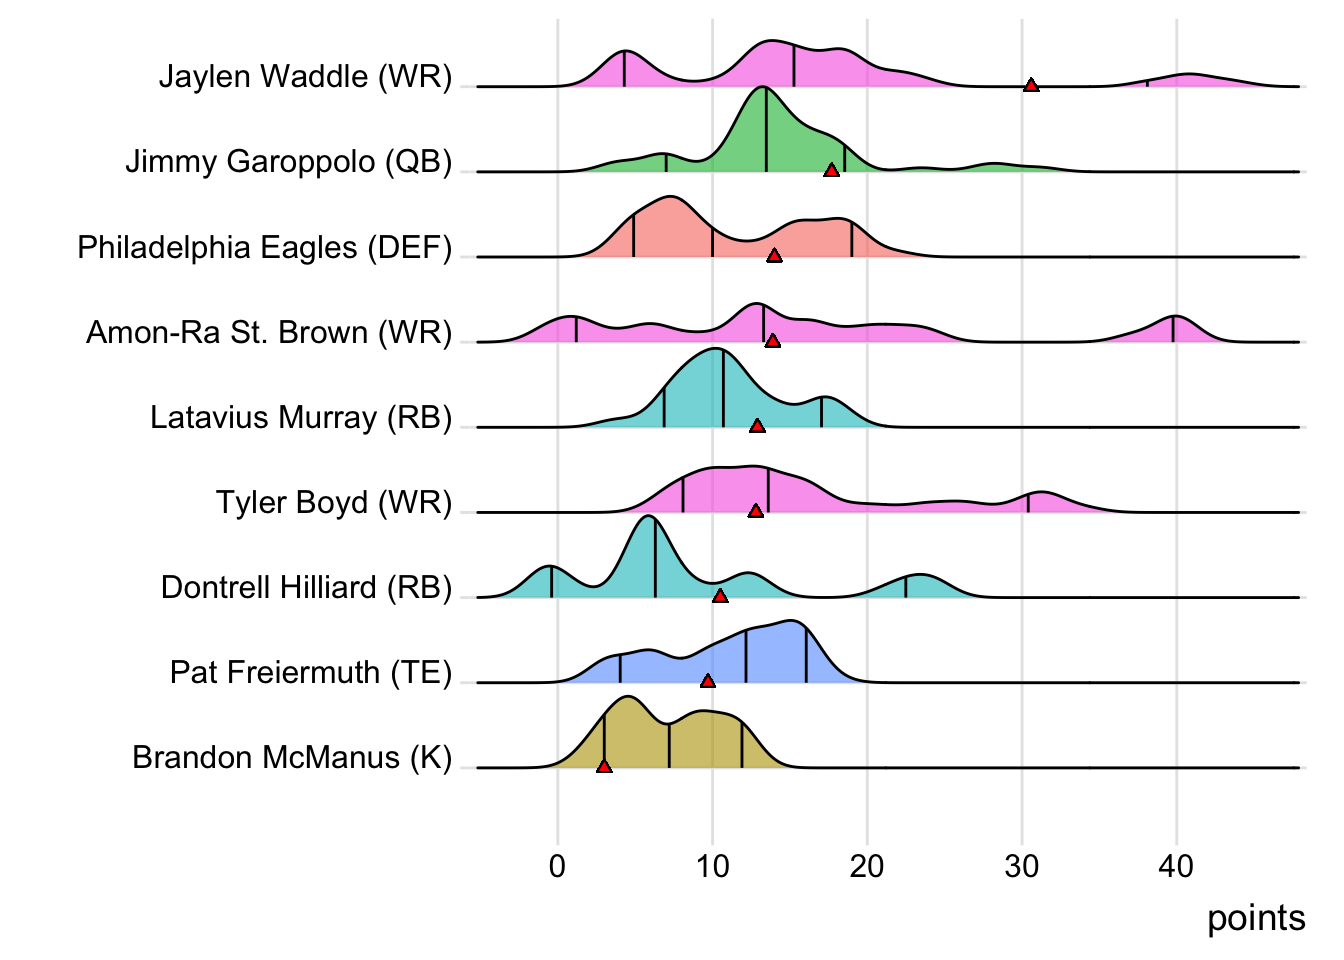 Jaylen Waddle (WR)
Jimmy Garoppolo (QB)
Philadelphia Eagles (DEF)
Amon-Ra St. Brown (WR)
Latavius Murray (RB)
Tyler Boyd (WR)
Dontrell Hilliard (RB)
Pat Freiermuth (TE)
Brandon McManus (K)
0 10 20 30 40
points